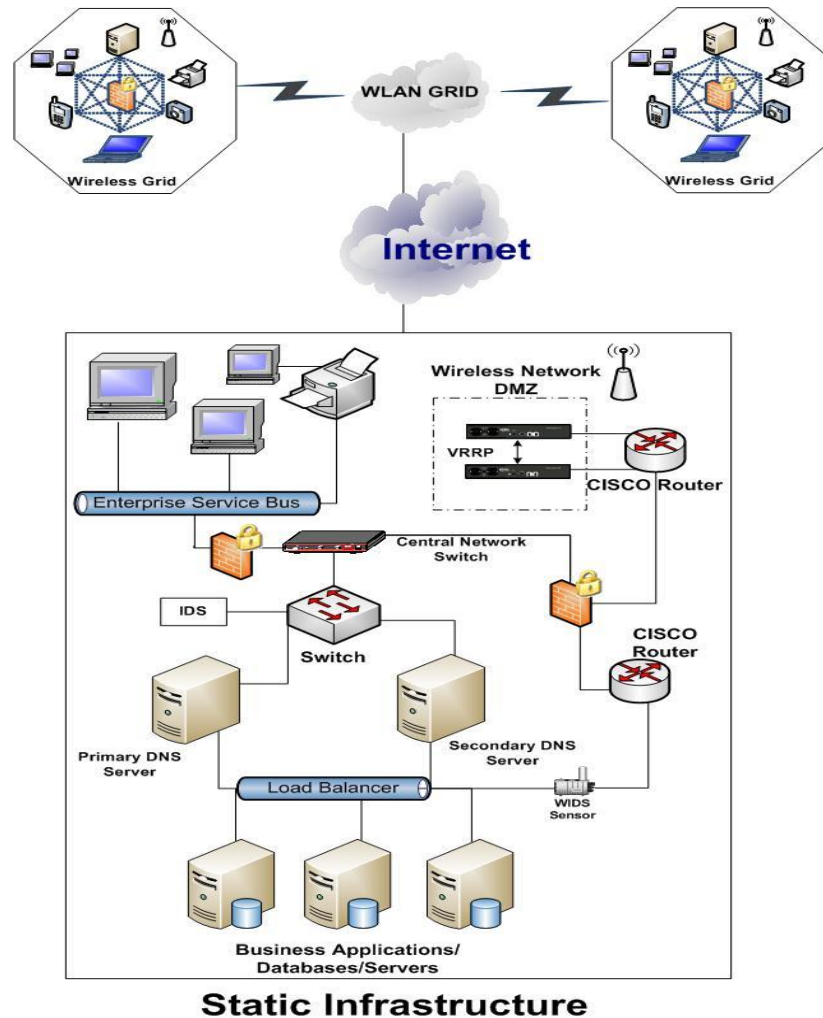 WLAN GRID
Wireless Grid
Wireless Grid
Internet
Wireless Network
DMZ
VRRP
CISCO Router
Enterprise Service Bus
Central Network
Switch
IDS
Switch
CISCO
Router
Primary DNS
Server
Secondary DNS
Server
Load Balancer
WIDS
Sensor
Business Applications/
Databases/Servers
Static Infrastructure